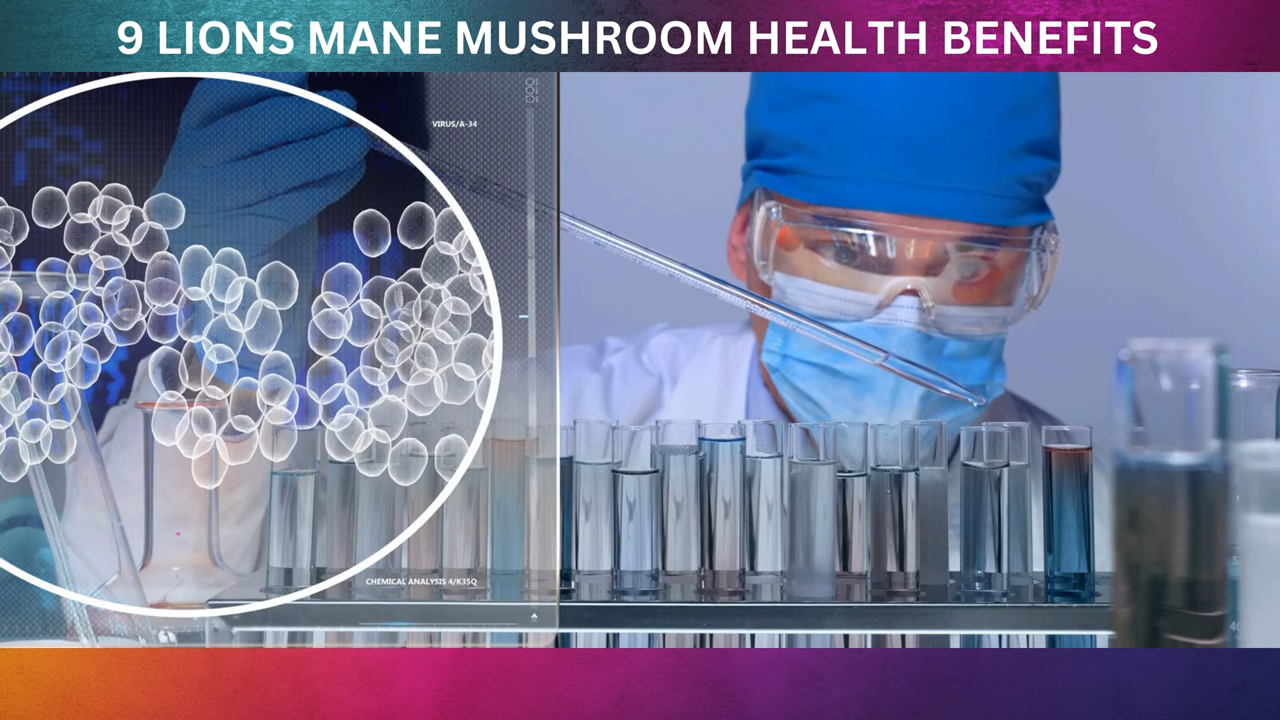 9 LIONS MANE MUSHROOM HEALTH BENEFITS
VIRUS/A-34
CHEMICAL ANALYSIS 4/K35Q